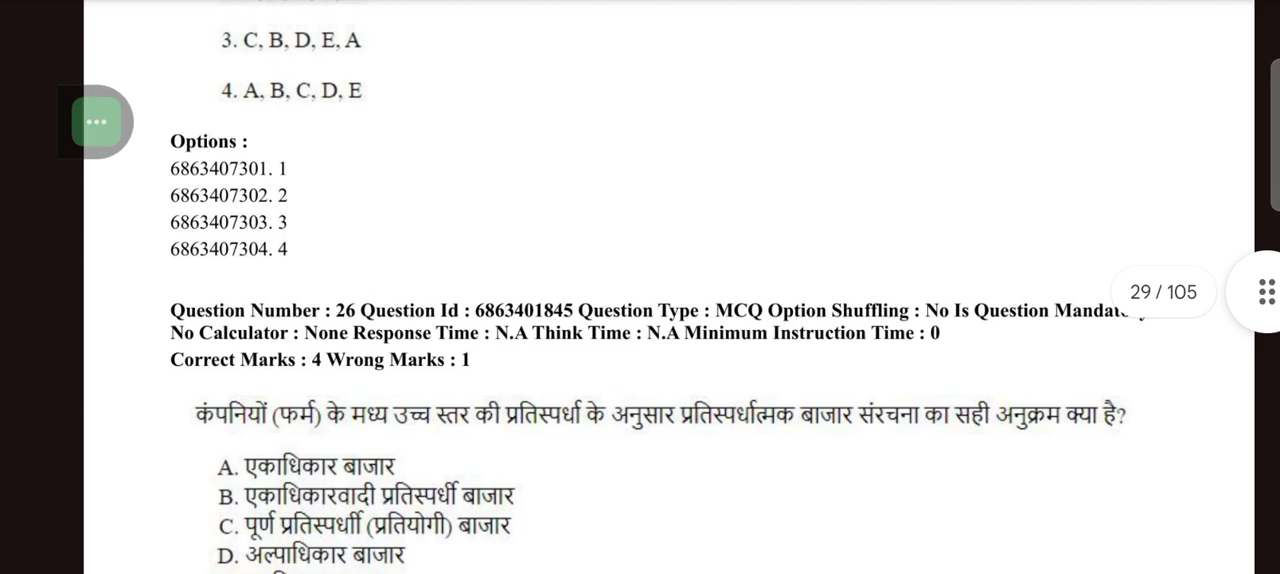 3. C, B, D, E, A
4. A, B, C, D, E
Options :
6863407301. 1
6863407302. 2
6863407303. 3
6863407304. 4
29 / 105
Question Number : 26 Question Id : 6863401845 Question Type : MCQ Option Shuffling : No Is Question
No Calculator : None Response Time : N.A Think Time : N.A Minimum Instruction Time : 0
Correct Marks : 4 Wrong Marks : 1
कंपनियों (फर्म) के मध्य उच्च स्तर की प्रतिस्पर्धा के अनुसार प्रतिस्पर्धात्मक बाजार संरचना का सही अनुक्रम क्या है?
A. एकाधिकार बाजार
B. एकाधिकारवादी प्रतिस्पर्धी बाजार
C. पूर्ण प्रतिस्पर्धीी (प्रतियोगी) बाजार
D. अल्पाधिकार बाजार